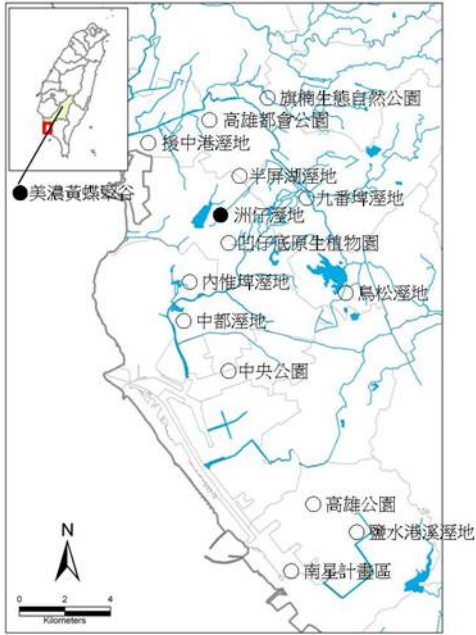 旗楠生態自然公園
高雄都會公園
援中港溼地
半屏湖溼地
美濃黃蝶翠谷
九番埤溼地
洲仔溼地
凹仔底原生植物園
內惟埤溼地
鳥松溼地
中都溼地
中央公園
高雄公園
鹽水港溪溼地
N
南星計畫區
0 2 4
Kilometers